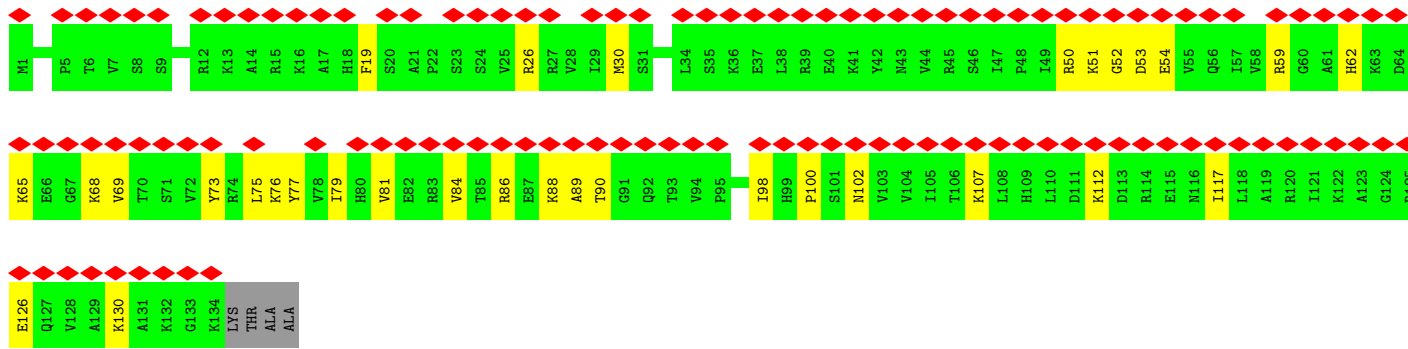 M1 P5 T6 V7 S8 S9 R12 K13 A14 R15 K16 A17 H18 F19 S20 A21 P22 S23 S24 V25 R26 R27 V28 I29 M30 S31 L34 S35 K36 E37 L38 R39 E40 K41 Y42 N43 V44 R45 S46 I47 P48 I49 R50 K51 G52 D53 E54 V55 Q56 I57 V58 R59 G60 A61 H62 K63 D64
K65 E66 G67 K68 V69 T70 S71 V72 Y73 R74 L75 K76 Y77 V78 I79 H80 V81 E82 R83 V84 T85 R86 E87 K88 A89 T90 G91 Q92 T93 V94 P95 I98 H99 P100 S101 N102 V103 V104 I105 T106 K107 L108 H109 L110 D111 K112 D113 R114 E115 N116 I117 L118 A119 R120 I121 K122 A123 G124
E126 Q127 V128 A129 K130 A131 K132 G133 K134 LYS THR ALA ALA